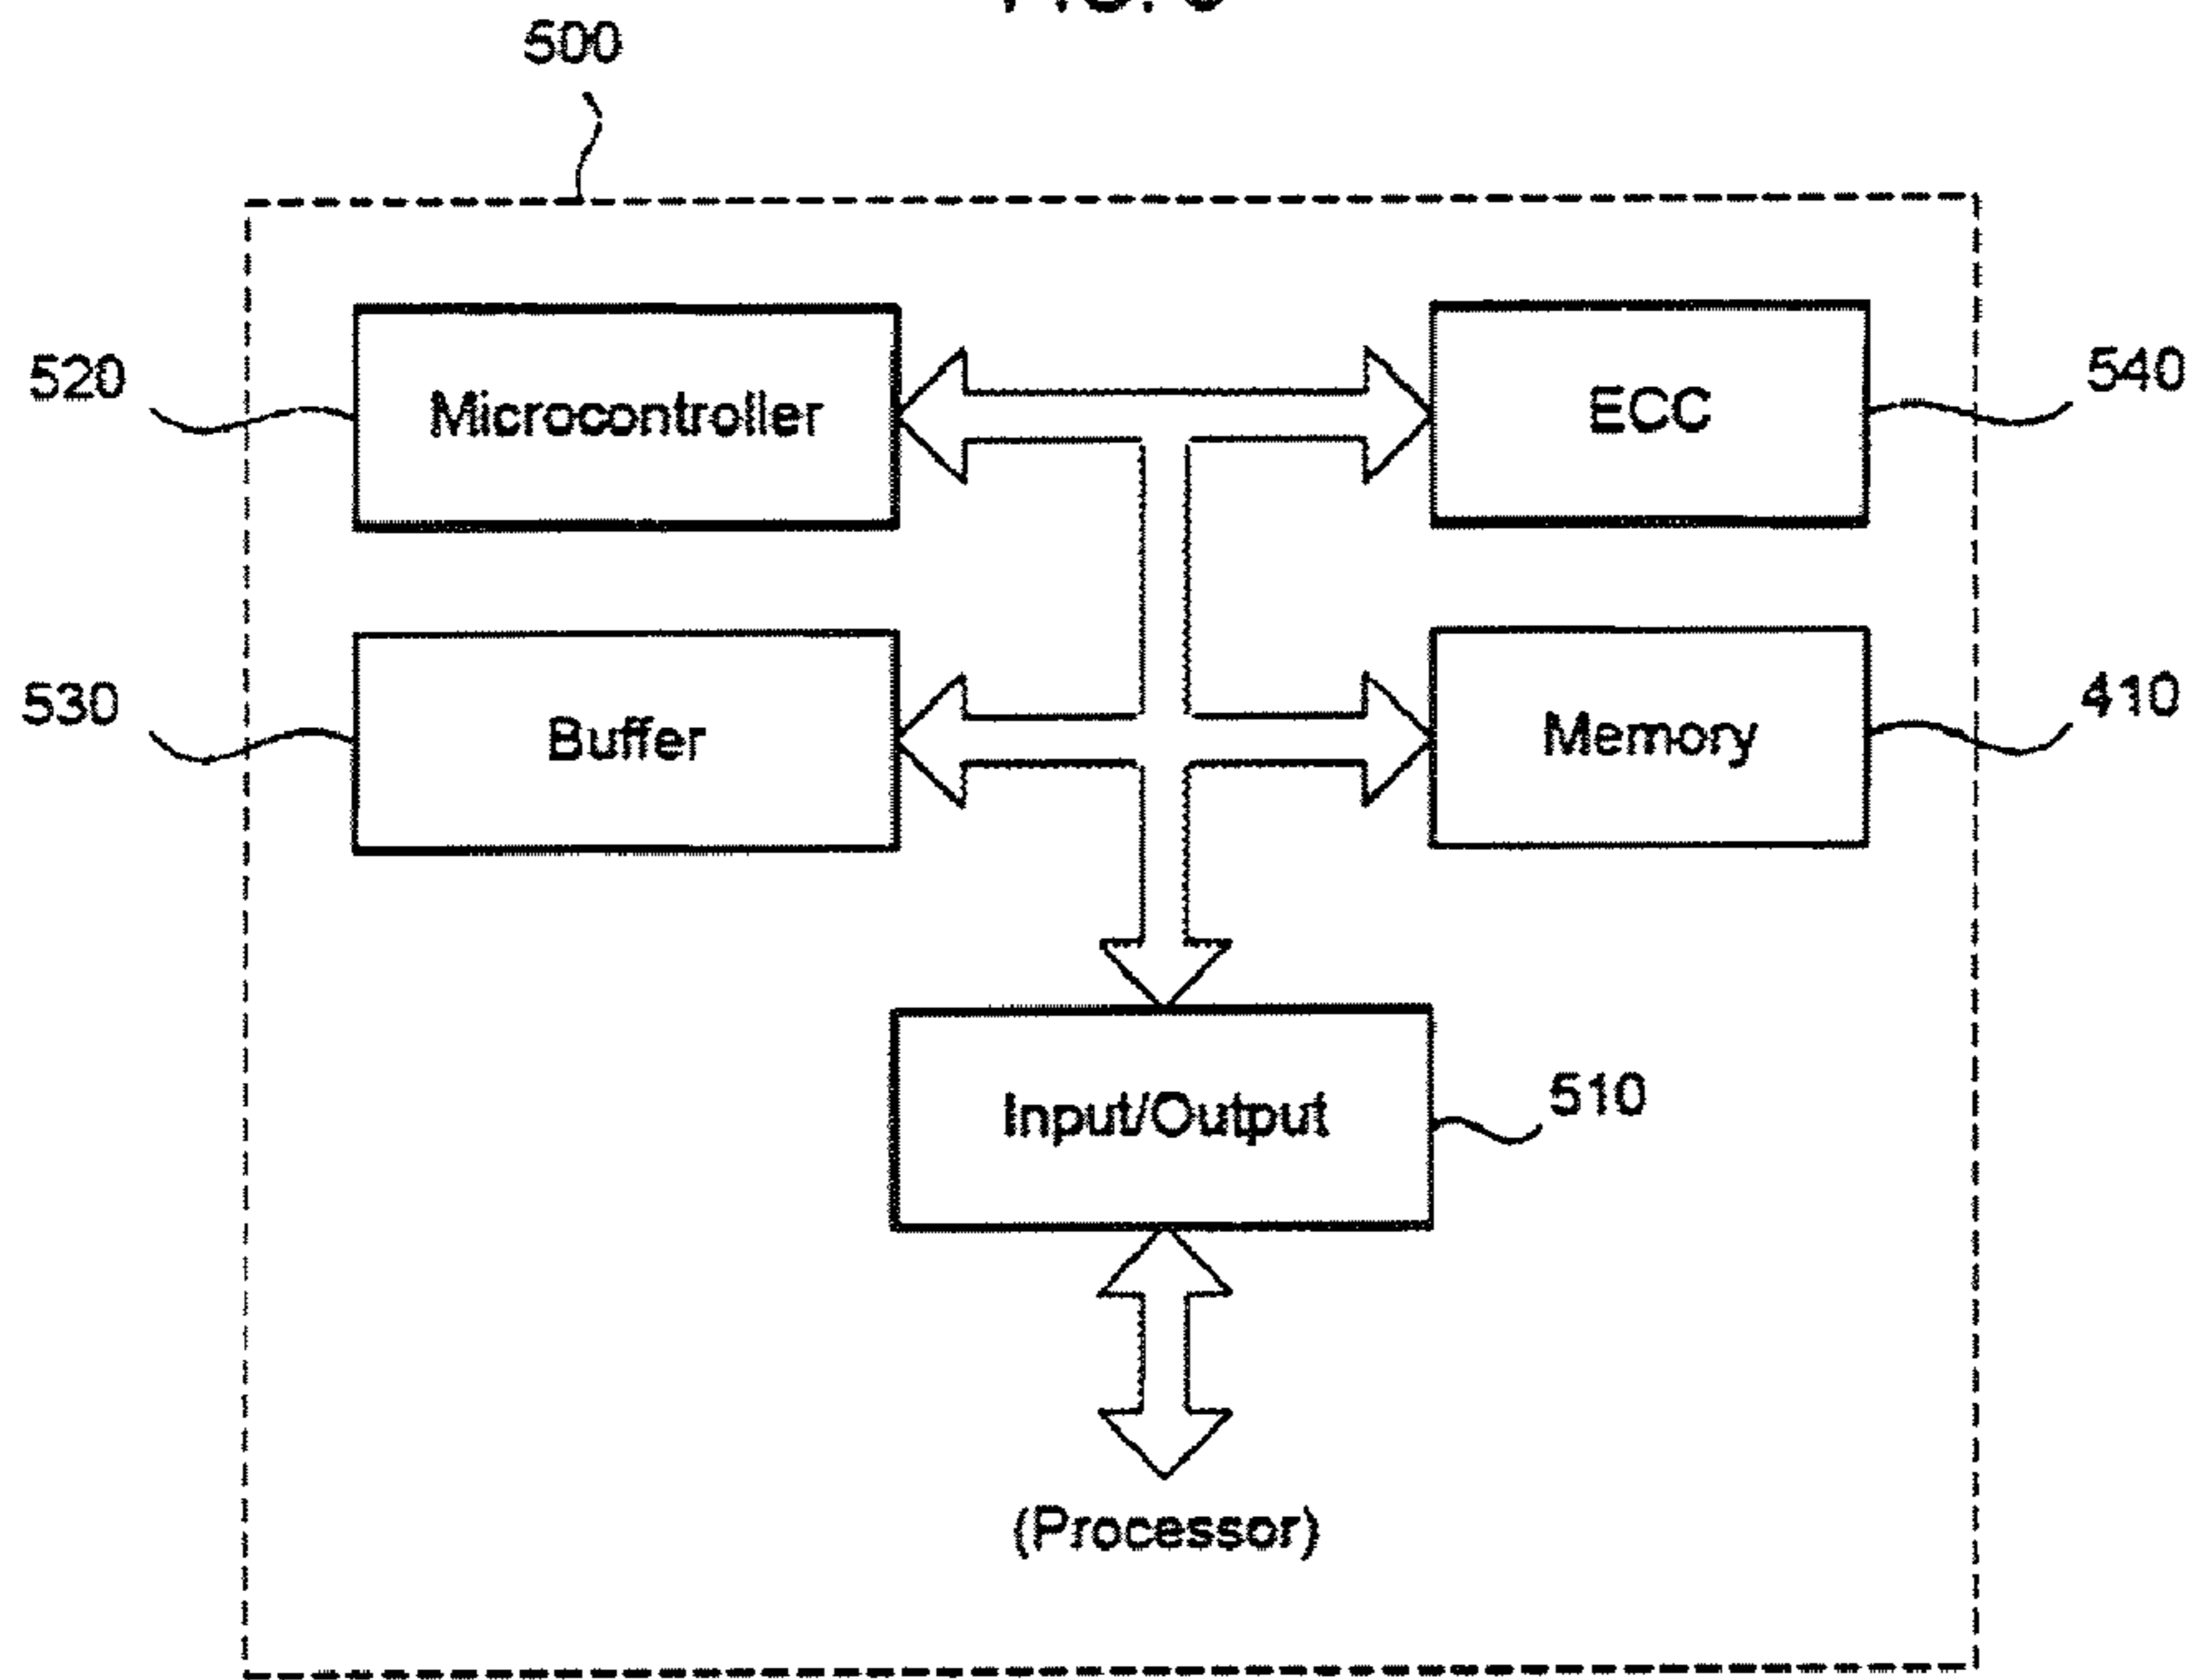 500
520
Microcontroller
ECC
540
530
Buffer
Memory
410
Input/Output
510
(Processor)